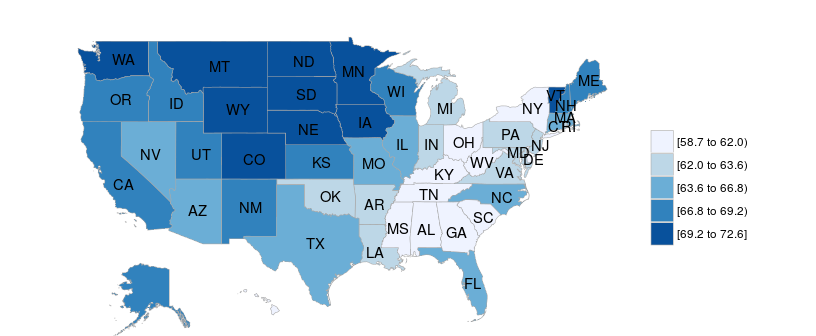 WA
MT
ND
MN
ME
OR
ID
SD
WI
VT
WY
NH
NY
MI
MA
NE
IA
CT
RI
PA
NJ
NV
UT
CO
KS
MO
IL
IN
OH
MD
DE
WV
VA
KY
CA
AZ
NM
OK
AR
TN
NC
TX
LA
MS
AL
GA
SC
FL
[58.7 to 62.0)
[62.0 to 63.6)
[63.6 to 66.8)
[66.8 to 69.2)
[69.2 to 72.6]